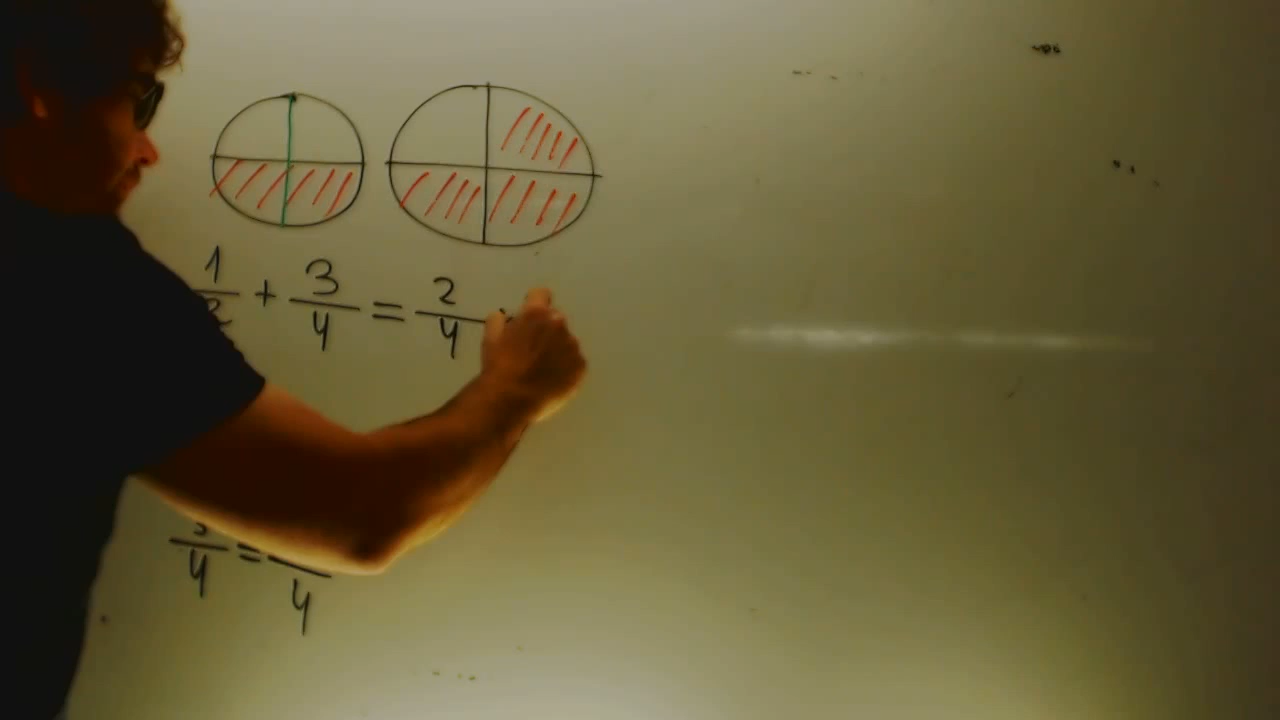 1/2 + 3/4 = 2/4
3/4 = /4